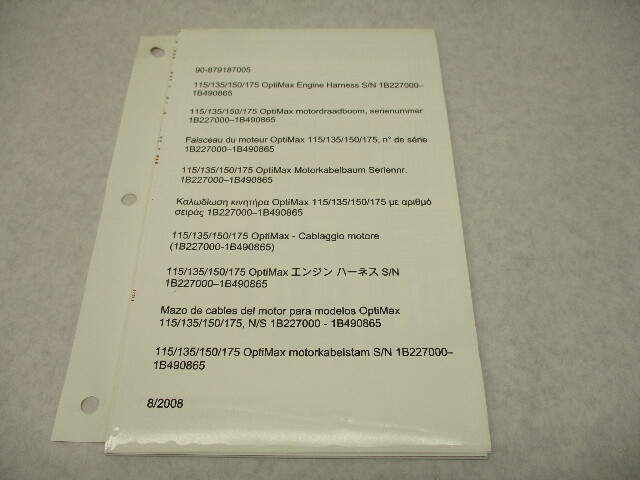 90-879187005
115/135/150/175 OptiMax Engine Harness S/N 1B227000–
1B490865
115/135/150/175 OptiMax motordraadboom, serienummer
1B227000–1B490865
Faisceau du moteur OptiMax 115/135/150/175, n° de série
1B227000–1B490865
115/135/150/175 OptiMax Motorkabelbaum Seriennr.
1B227000–1B490865
Καλωδίωση κινητήρα OptiMax 115/135/150/175 με αριθμό
σειράς 1B227000–1B490865
115/135/150/175 OptiMax - Cablaggio motore
(1B227000-1B490865)
115/135/150/175 OptiMax エンジン ハーネス S/N
1B227000–1B490865
Mazo de cables del motor para modelos OptiMax
115/135/150/175, N/S 1B227000 - 1B490865
115/135/150/175 OptiMax motorkabelstam S/N 1B227000–
1B490865
8/2008